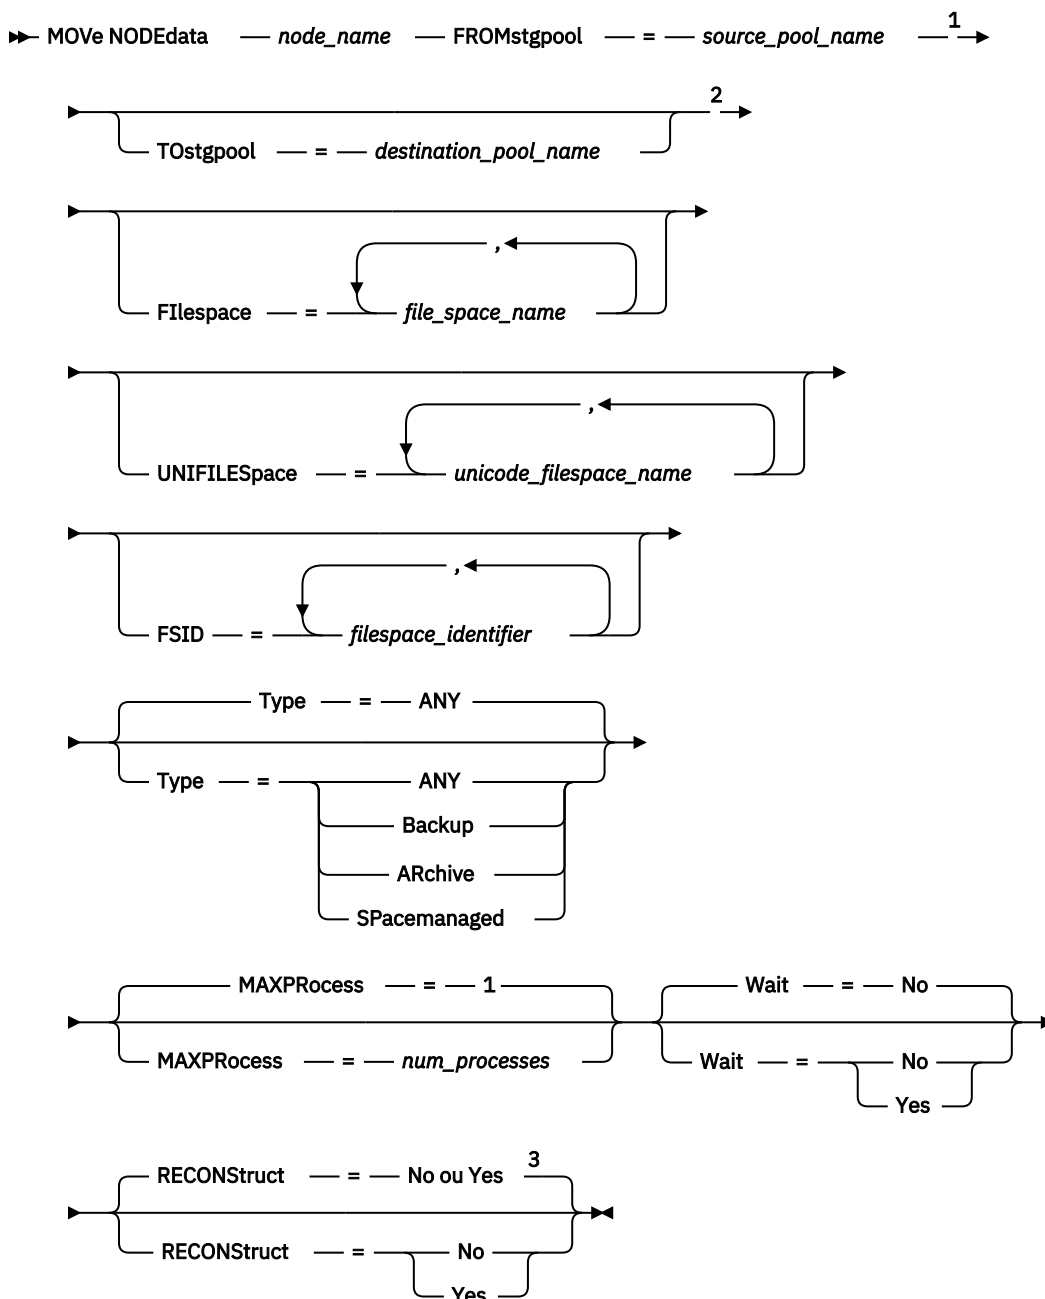 MOVe NODEdata node_name FROMstgpool = source_pool_name 1
2
TOstgpool = destination_pool_name
,
FIlespace = file_space_name
,
UNIFILESpace = unicode_filespace_name
,
FSID = filespace_identifier
Type = ANY
Type = ANY
Backup
ARchive
SPacemanaged
MAXPRocess = 1 Wait = No
MAXPRocess = num_processes Wait = No
Yes
RECONStruct = No ou Yes 3
RECONStruct = No
Yes